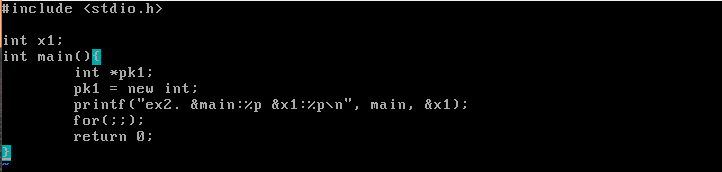 #include <stdio.h>
int x1;
int main(){
int *pk1;
pk1 = new int;
printf("ex2. &main:%p &x1:%p\n", main, &x1);
for(;;);
return 0;
}
~